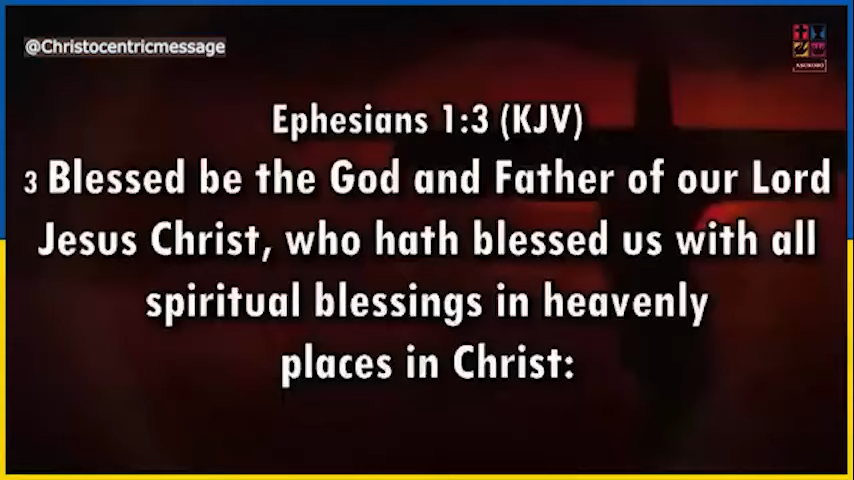 @Christocentricmessage
Ephesians 1:3 (KJV)
3 Blessed be the God and Father of our Lord
Jesus Christ, who hath blessed us with all
spiritual blessings in heavenly
places in Christ: